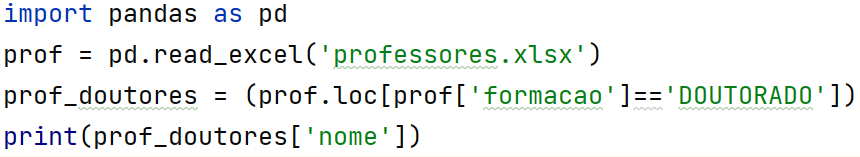 import pandas as pd
prof = pd.read_excel('professores.xlsx')
prof_doutores = (prof.loc[prof['formacao']=='DOUTORADO'])
print(prof_doutores['nome'])